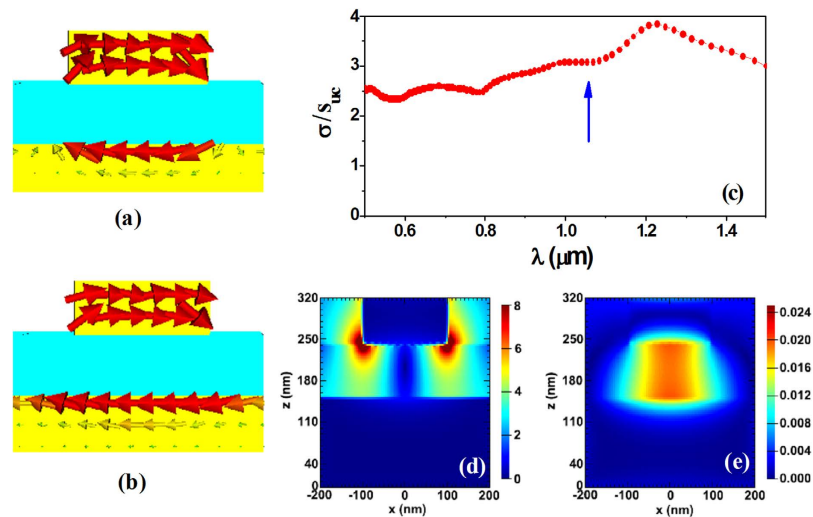 (a)
(b)
4
3
2
1
0
σ/s_uc
0.6 0.8 1.0 1.2 1.4
λ (μm)
(c)
320
250
180
110
40
0
z (nm)
-200 -100 0 100 200
x (nm)
(d)
8
6
4
2
0
320
250
180
110
40
0
z (nm)
-200 -100 0 100 200
x (nm)
(e)
0.024
0.020
0.016
0.012
0.008
0.004
0.000